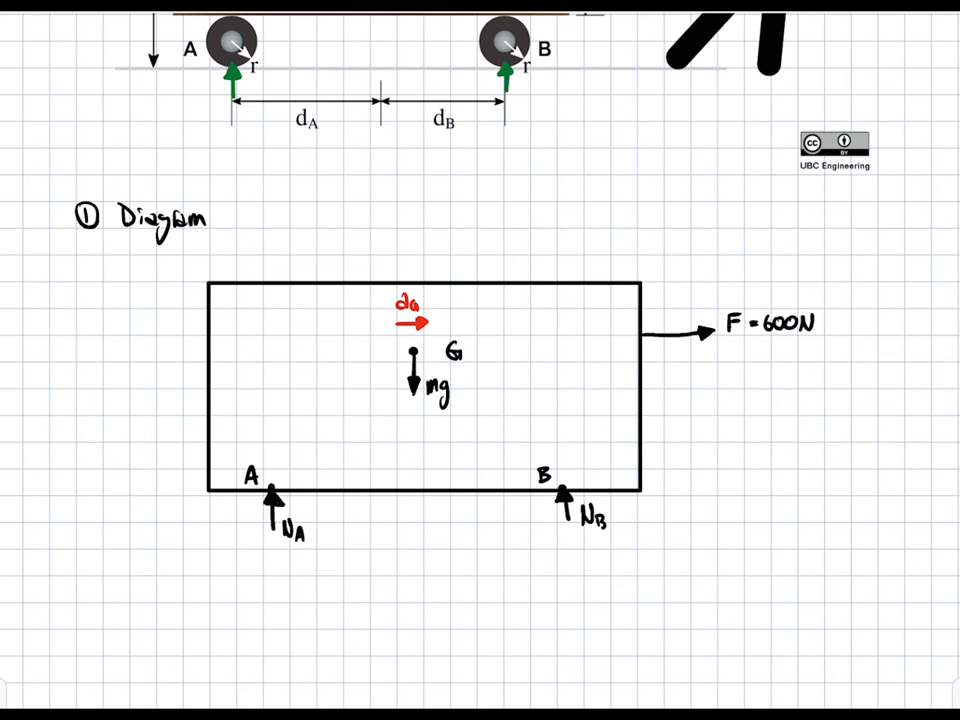 A
B
r
r
dA
dB
cc
BY
UBC Engineering
① Diagram
aG
F = 600N
G
mg
A
B
NA
NB